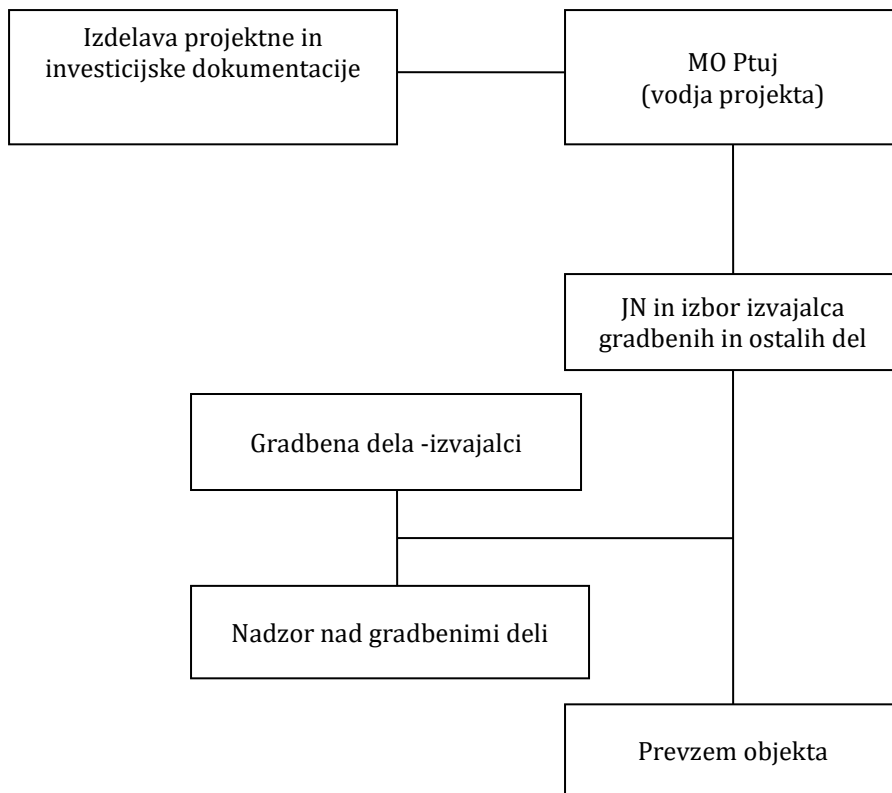 Izdelava projektne in
investicijske dokumentacije
MO Ptuj
(vodja projekta)
JN in izbor izvajalca
gradbenih in ostalih del
Gradbena dela -izvajalci
Nadzor nad gradbenimi deli
Prevzem objekta